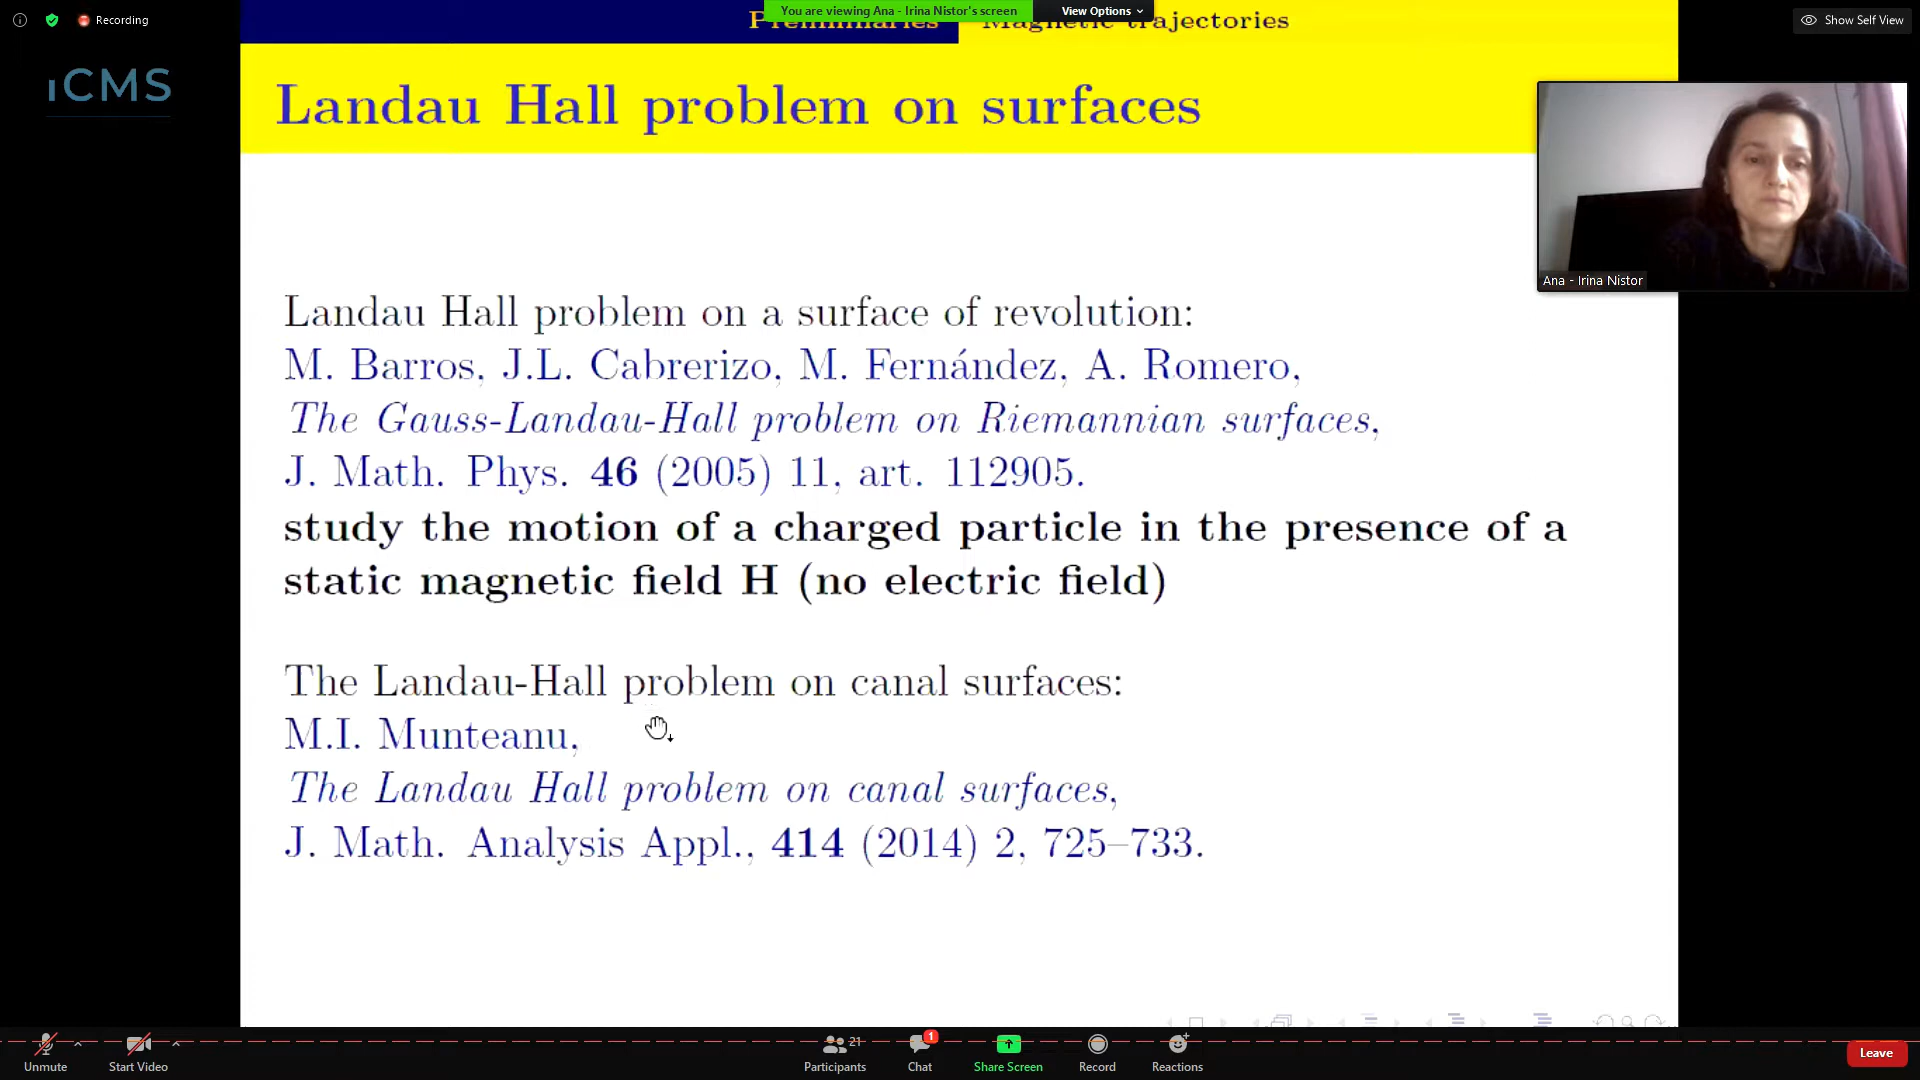 Recording
You are viewing Ana - Irina Nistor's screen
View Options
Show Self View
Preliminaries
Magnetic trajectories
iCMS
Landau Hall problem on surfaces
Ana - Irina Nistor
Landau Hall problem on a surface of revolution:
M. Barros, J.L. Cabrerizo, M. Fernández, A. Romero,
The Gauss-Landau-Hall problem on Riemannian surfaces,
J. Math. Phys. 46 (2005) 11, art. 112905.
study the motion of a charged particle in the presence of a
static magnetic field H (no electric field)
The Landau-Hall problem on canal surfaces:
M.I. Munteanu,
The Landau Hall problem on canal surfaces,
J. Math. Analysis Appl., 414 (2014) 2, 725–733.
Unmute
Start Video
21
Participants
1
Chat
Share Screen
Record
Reactions
Leave